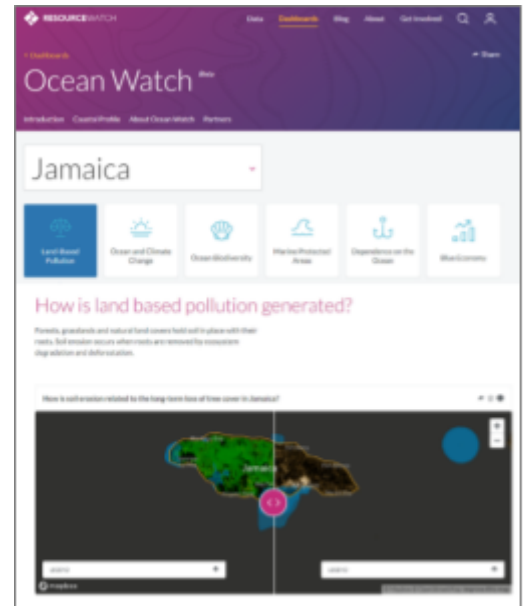 RESOURCEWATCH
Data Dashboards Blog About Get Involved
< Dashboards
Share
Ocean Watch Beta
Introduction Coastal Profile About Ocean Watch Partners
Jamaica
Land Based Pollution
Ocean and Climate Change
Ocean Biodiversity
Marine Protected Areas
Dependence on the Ocean
Blue Economy
How is land based pollution generated?
Forests, grasslands and natural land covers hold soil in place with their
roots. Soil erosion occurs when roots are removed by ecosystem
degradation and deforestation.
How is soil erosion related to the long-term loss of tree cover in Jamaica?
Jamaica
mapbox